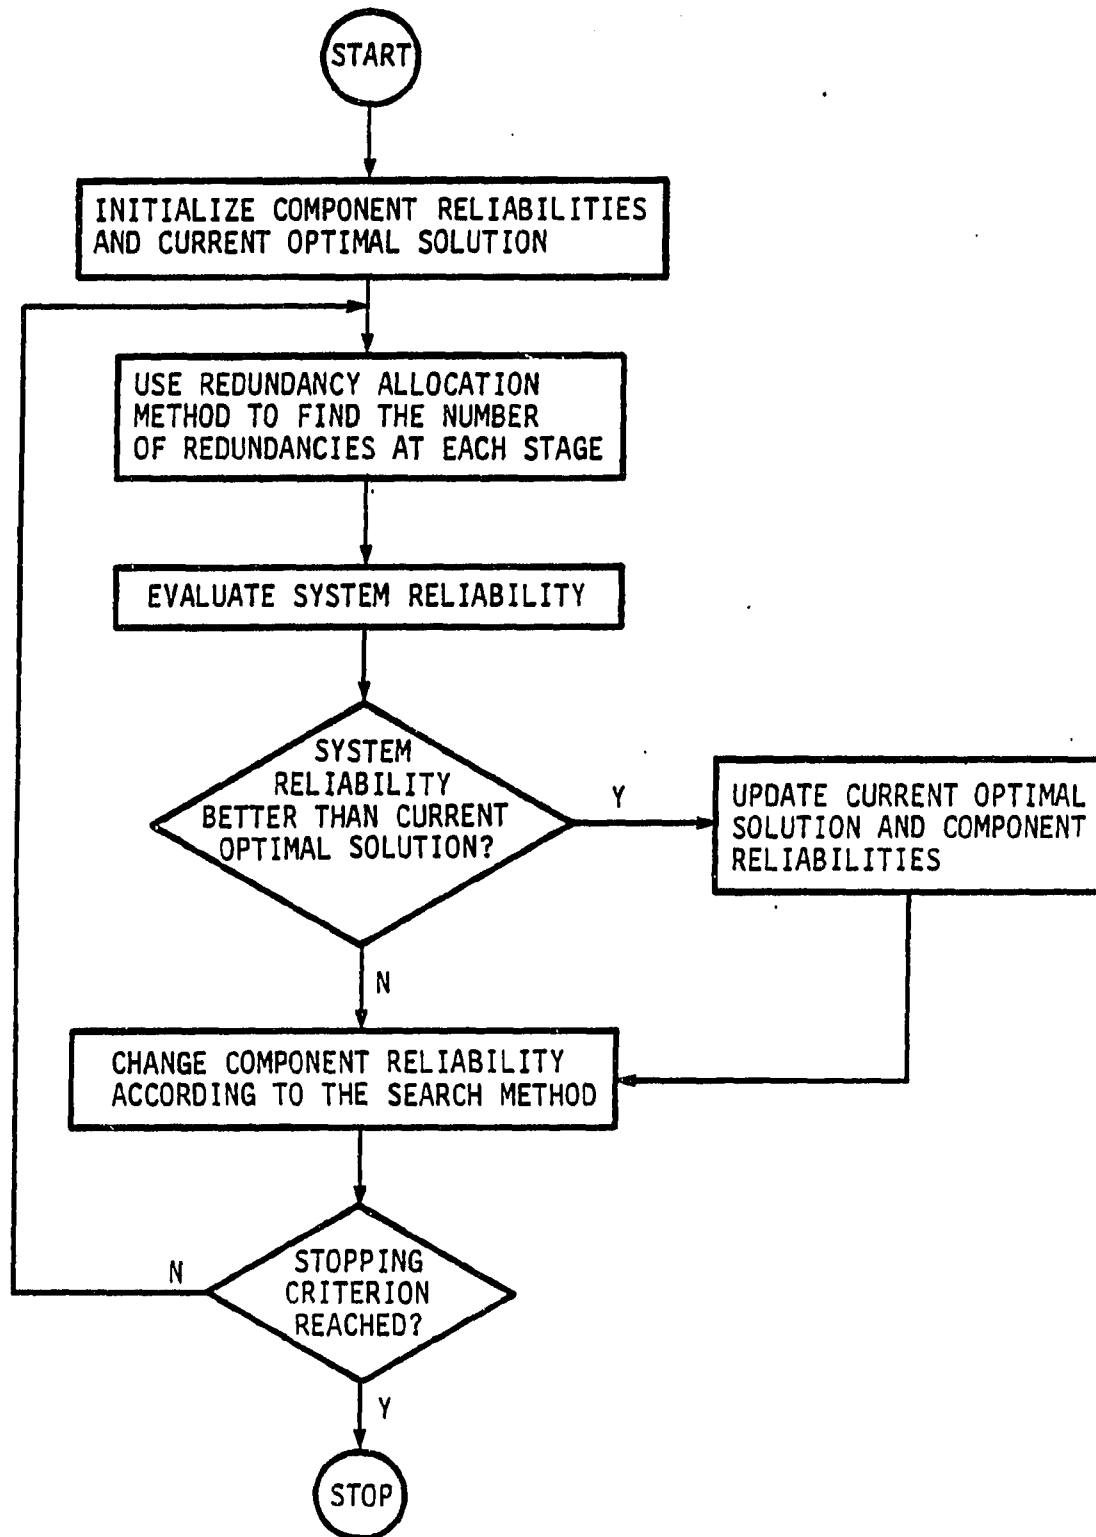 START
INITIALIZE COMPONENT RELIABILITIES
AND CURRENT OPTIMAL SOLUTION
USE REDUNDANCY ALLOCATION
METHOD TO FIND THE NUMBER
OF REDUNDANCIES AT EACH STAGE
EVALUATE SYSTEM RELIABILITY
SYSTEM
RELIABILITY
BETTER THAN CURRENT
OPTIMAL SOLUTION?
Y
UPDATE CURRENT OPTIMAL
SOLUTION AND COMPONENT
RELIABILITIES
N
CHANGE COMPONENT RELIABILITY
ACCORDING TO THE SEARCH METHOD
N
STOPPING
CRITERION
REACHED?
Y
STOP